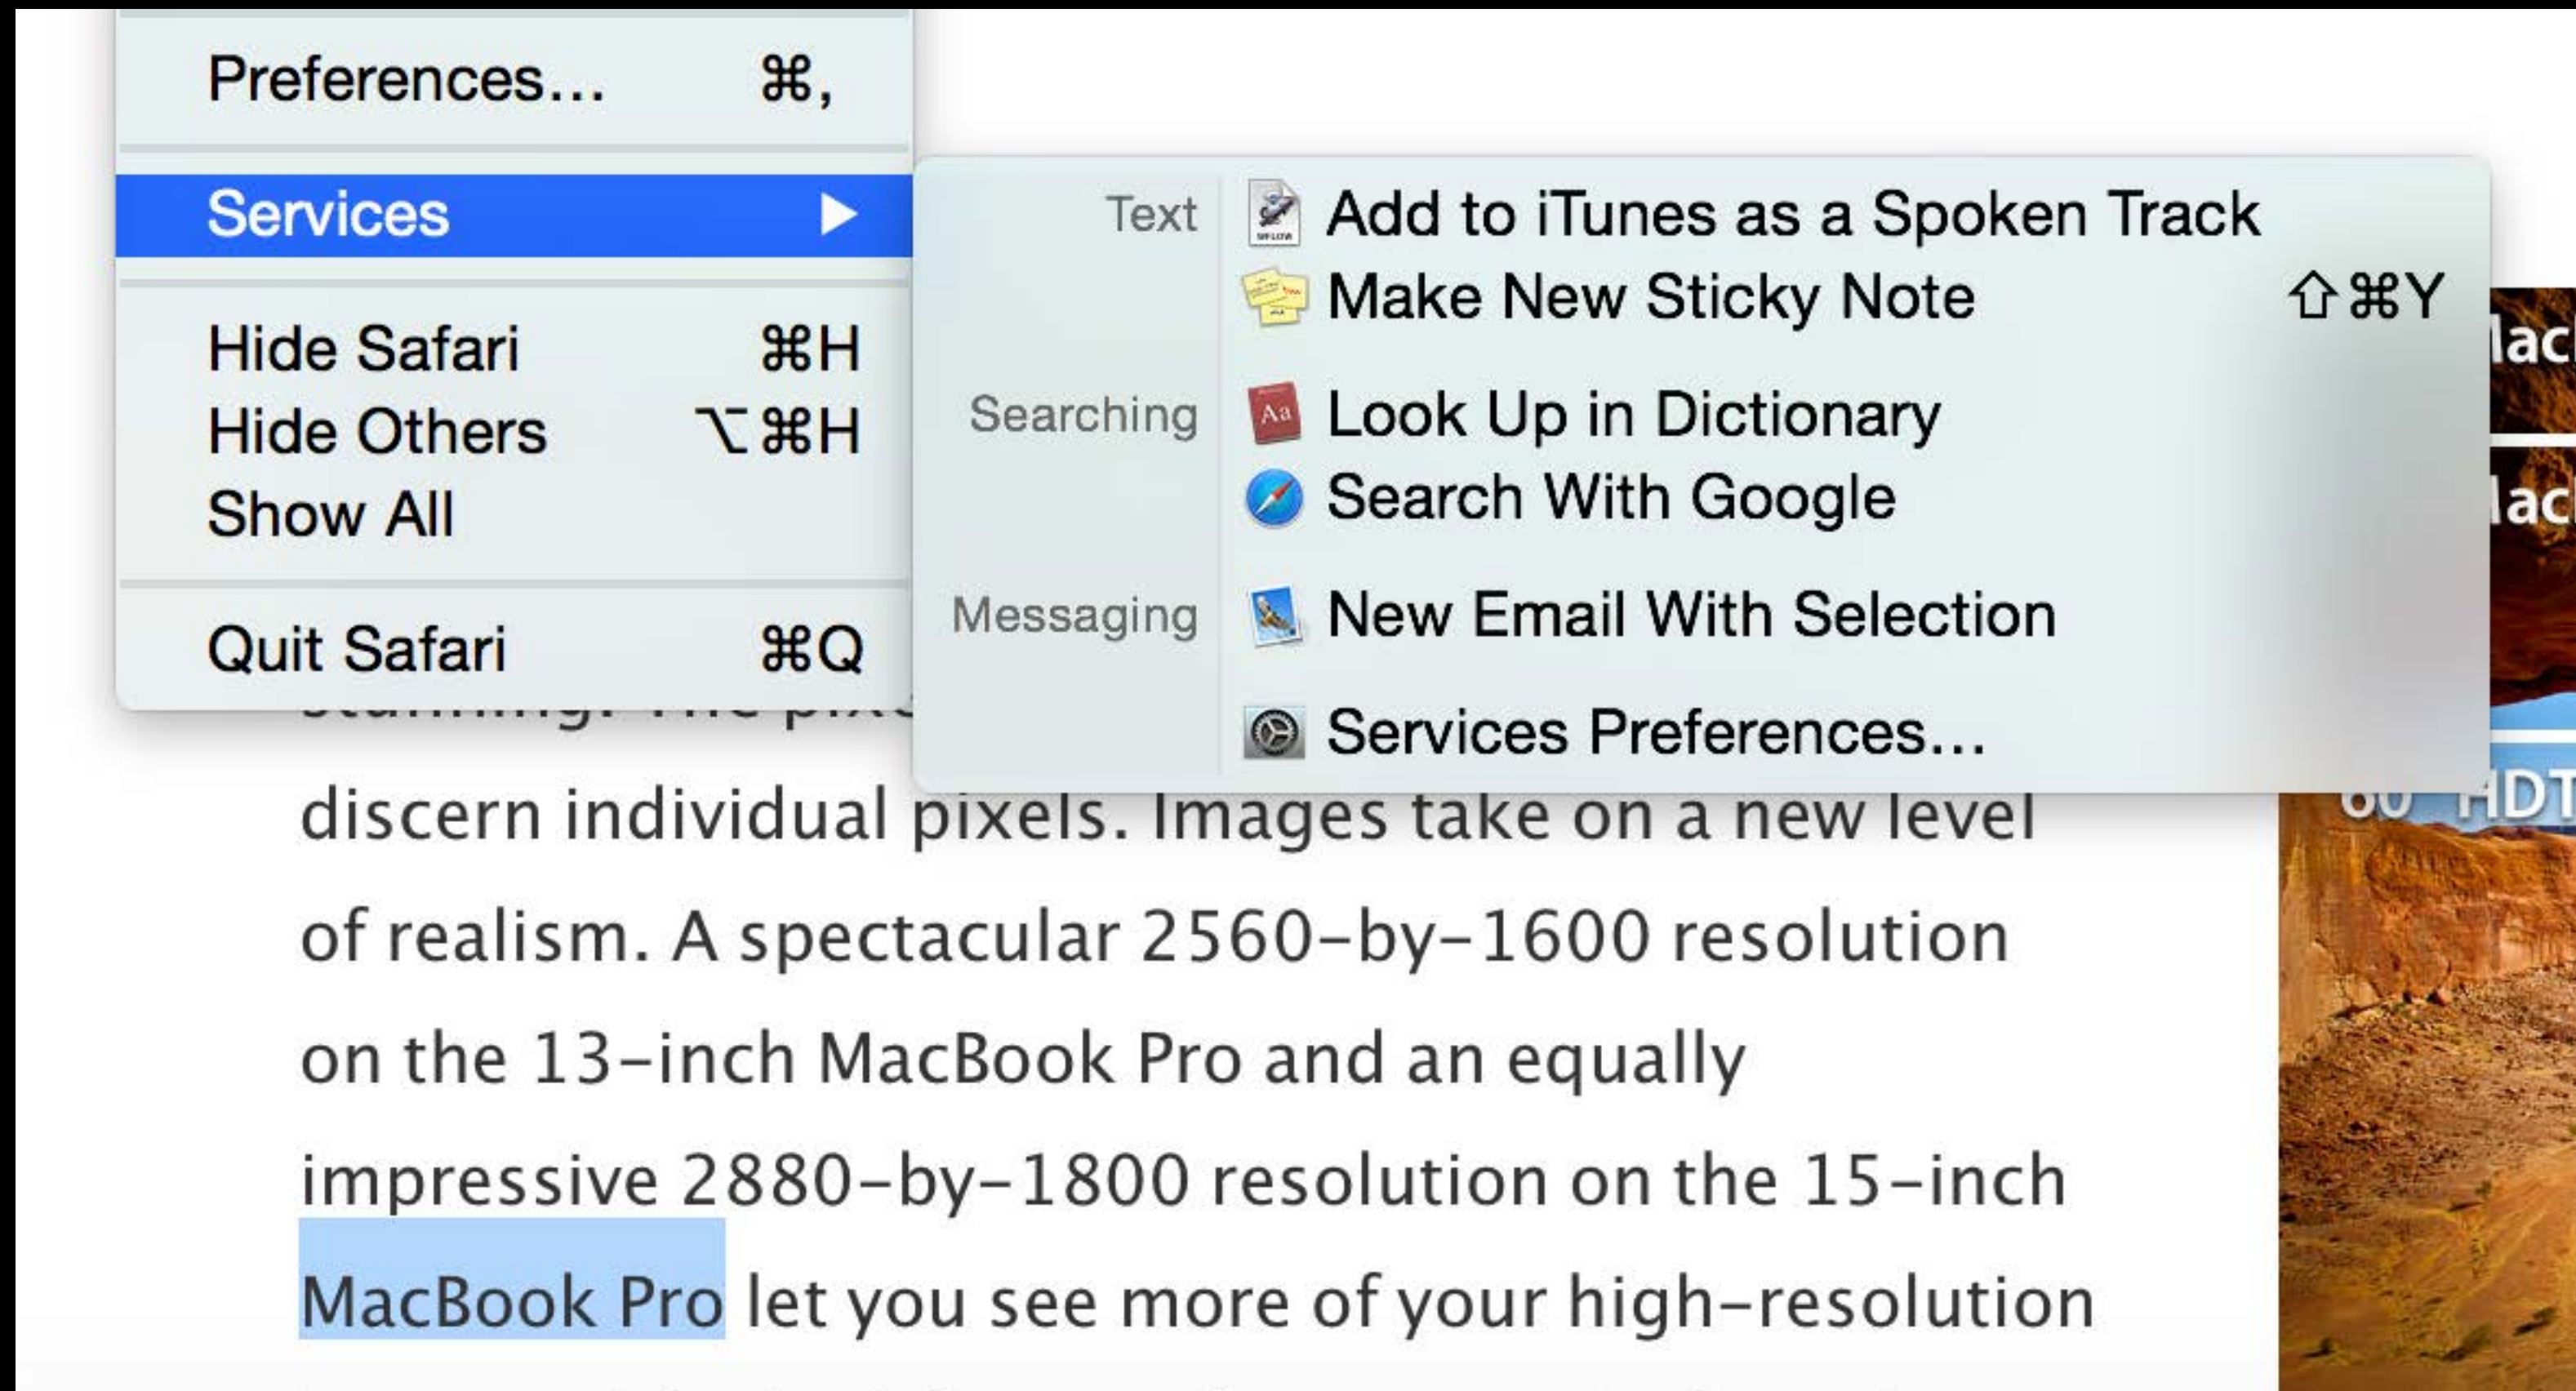 Preferences… ⌘,
Services ▶
Hide Safari ⌘H
Hide Others ⌥⌘H
Show All
Quit Safari ⌘Q
Text Add to iTunes as a Spoken Track
Make New Sticky Note ⇧⌘Y
Searching Look Up in Dictionary
Search With Google
Messaging New Email With Selection
Services Preferences…
discern individual pixels. Images take on a new level
of realism. A spectacular 2560-by-1600 resolution
on the 13-inch MacBook Pro and an equally
impressive 2880-by-1800 resolution on the 15-inch
MacBook Pro let you see more of your high-resolution